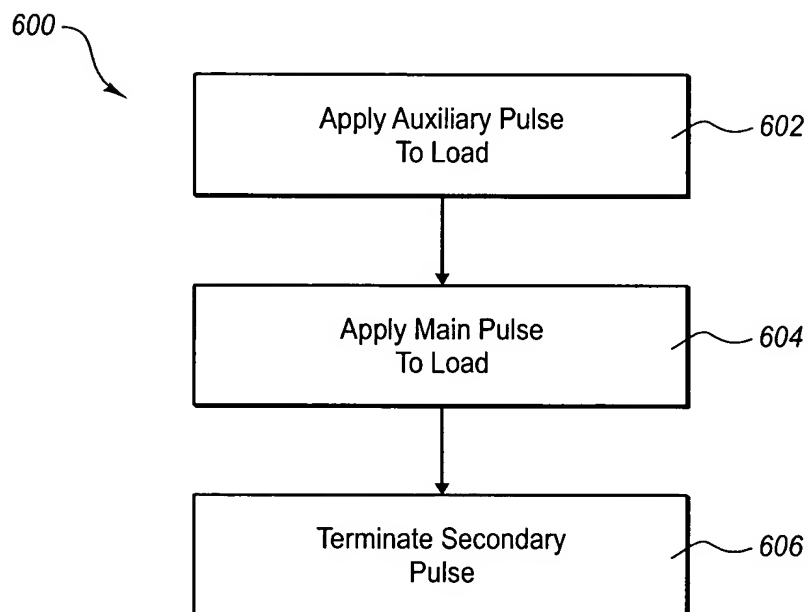 600
Apply Auxiliary Pulse
To Load
602
Apply Main Pulse
To Load
604
Terminate Secondary
Pulse
606